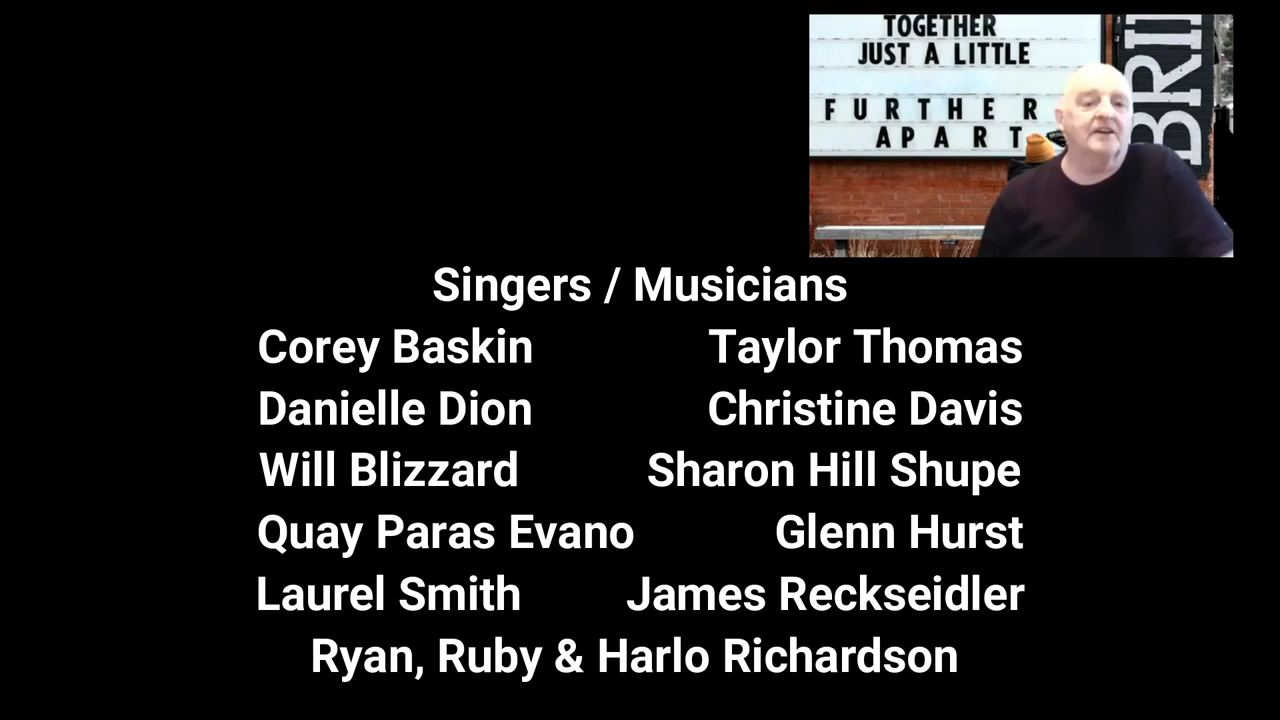 TOGETHER
JUST A LITTLE
FURTHER
APART
BRI
Singers / Musicians
Corey Baskin Taylor Thomas
Danielle Dion Christine Davis
Will Blizzard Sharon Hill Shupe
Quay Paras Evano Glenn Hurst
Laurel Smith James Reckseidler
Ryan, Ruby & Harlo Richardson